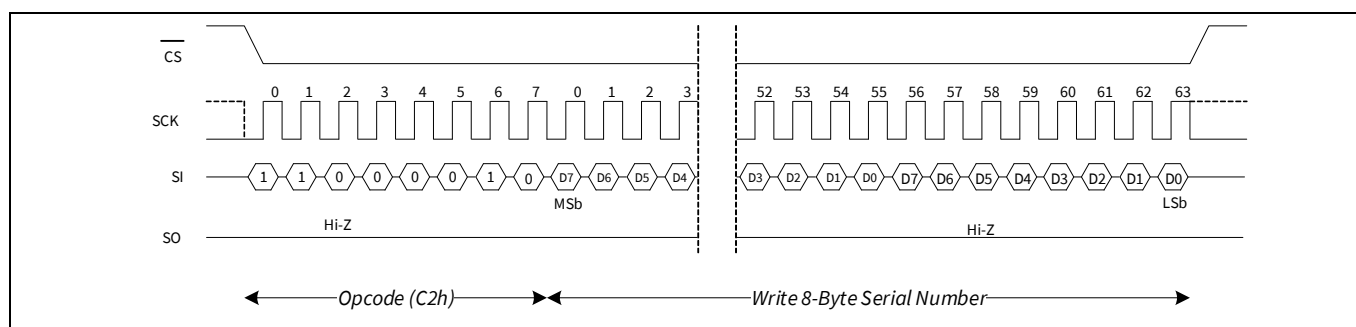 CS
0 1 2 3 4 5 6 7 0 1 2 3 52 53 54 55 56 57 58 59 60 61 62 63
SCK
SI 1 1 0 0 0 0 1 0 D7 D6 D5 D4 D3 D2 D1 D0 D7 D6 D5 D4 D3 D2 D1 D0
MSb LSb
Hi-Z Hi-Z
SO
Opcode (C2h) Write 8-Byte Serial Number